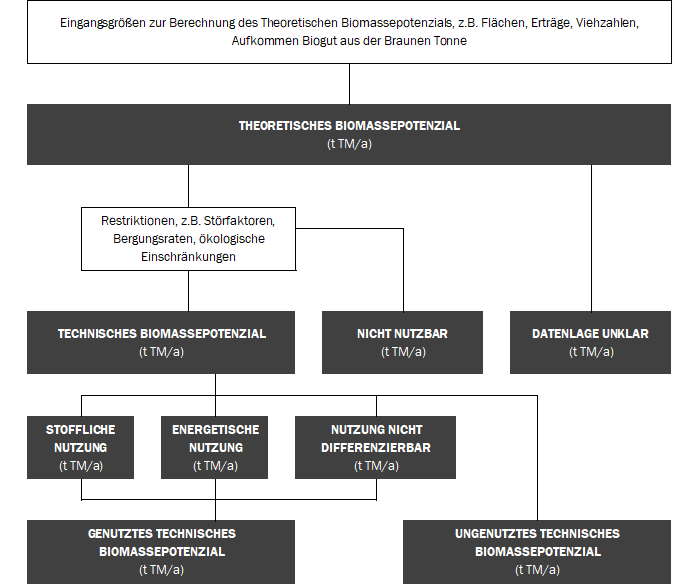 Eingangsgrößen zur Berechnung des Theoretischen Biomassepotenzials, z.B. Flächen, Erträge, Viehzahlen,
Aufkommen Biogut aus der Braunen Tonne
THEORETISCHES BIOMASSEPOTENZIAL
(t TM/a)
Restriktionen, z.B. Störfaktoren,
Bergungsraten, ökologische
Einschränkungen
TECHNISCHES BIOMASSEPOTENZIAL
(t TM/a)
NICHT NUTZBAR
(t TM/a)
DATENLAGE UNKLAR
(t TM/a)
STOFFLICHE
NUTZUNG
(t TM/a)
ENERGETISCHE
NUTZUNG
(t TM/a)
NUTZUNG NICHT
DIFFERENZIERBAR
(t TM/a)
GENUTZTES TECHNISCHES
BIOMASSEPOTENZIAL
(t TM/a)
UNGENUTZTES TECHNISCHES
BIOMASSEPOTENZIAL
(t TM/a)